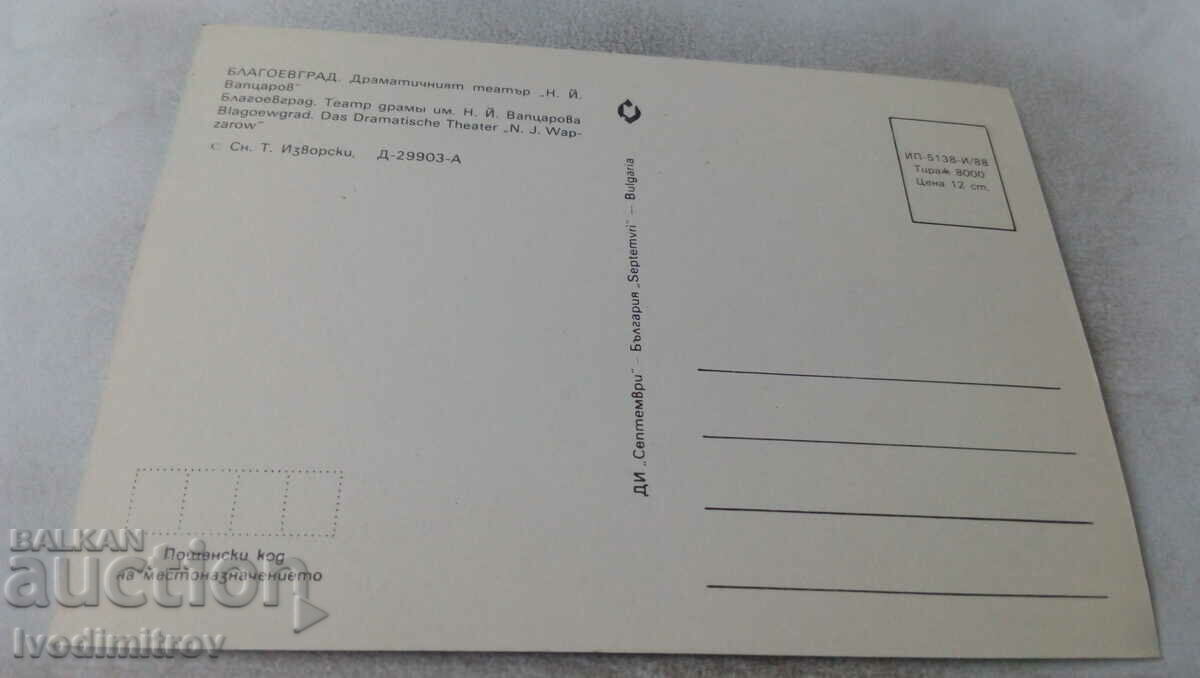 БЛАГОЕВГРАД. Драматичният театър „Н. Й.
Вапцаров"
Благоевград. Театр драмы им. Н. Й. Вапцарова
Blagoewgrad. Das Dramatische Theater „N. J. Wap-
zarow"
С Сн. Т. Изворски, Д-29903-А
ДИ „Септември" – България „Septemvri" – Bulgaria
ИП-5138-И/88
Тираж 8000
Цена 12 ст.
Пощенски код
на местоназначението
BALKAN
auction
Ivodimitrov